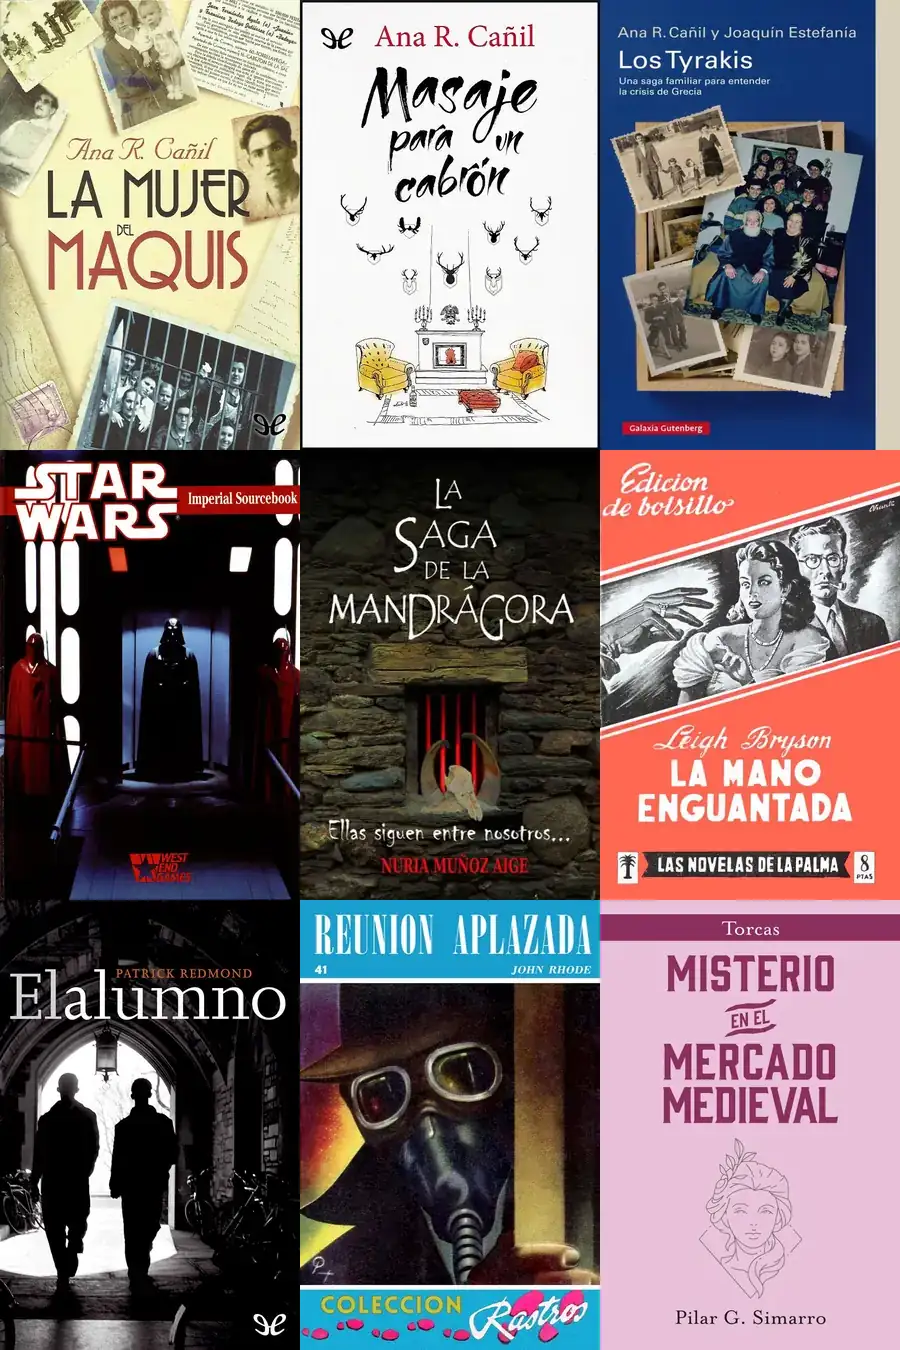 Ana R. Cañil
LA MUJER
DEL
MAQUIS
Ana R. Cañil
Masaje
para un
cabrón
Ana R. Cañil y Joaquín Estefanía
Los Tyrakis
Una saga familiar para entender
la crisis de Grecia
Galaxia Gutenberg
STAR
WARS
Imperial Sourcebook
WEST
END
GAMES
LA
SAGA
DE LA
MANDRÁGORA
Ellas siguen entre nosotros...
NURIA MUÑOZ AIGE
Edicion
de bolsillo
Leigh Bryson
LA MANO
ENGUANTADA
LAS NOVELAS DE LA PALMA
8
PTAS
PATRICK REDMOND
El alumno
REUNION APLAZADA
41
JOHN RHODE
COLECCION
Rastros
Torcas
MISTERIO
EN EL
MERCADO
MEDIEVAL
Pilar G. Simarro